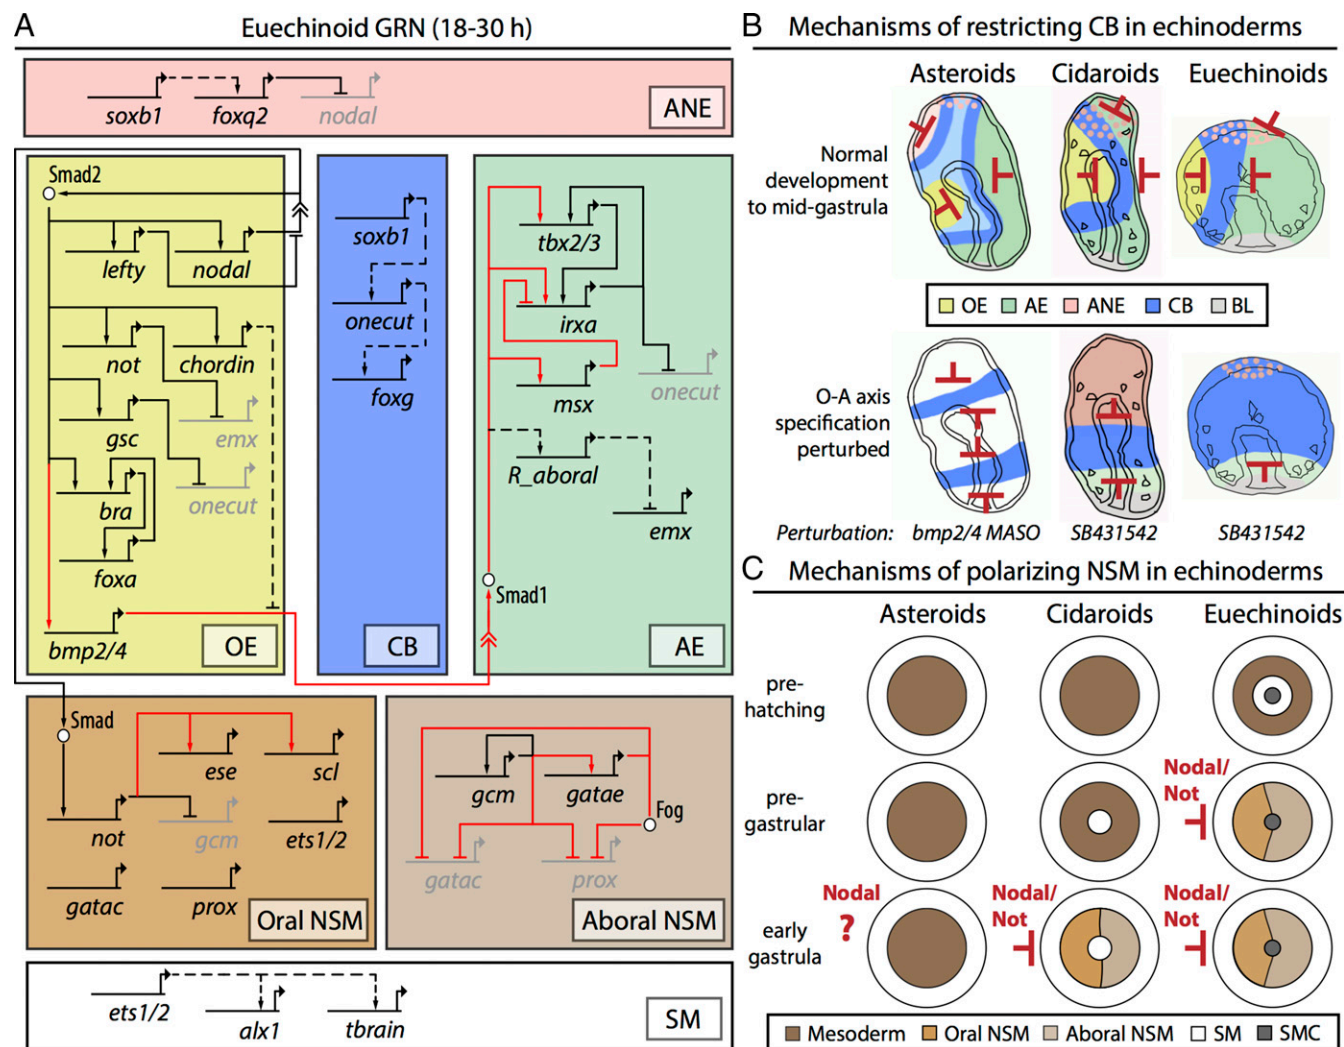 A
Euechinoid GRN (18-30 h)
soxb1
foxq2
nodal
ANE
Smad2
lefty
nodal
not
chordin
gsc
emx
onecut
bra
foxa
bmp2/4
OE
soxb1
onecut
foxg
CB
tbx2/3
irxa
onecut
msx
R_aboral
emx
Smad1
AE
Smad
ese
scl
not
gcm
ets1/2
gatac
prox
Oral NSM
gcm
gatae
Fog
gatac
prox
Aboral NSM
ets1/2
alx1
tbrain
SM
B
Mechanisms of restricting CB in echinoderms
Asteroids
Cidaroids
Euechinoids
Normal
development
to mid-gastrula
OE
AE
ANE
CB
BL
O-A axis
specification
perturbed
Perturbation:
bmp2/4 MASO
SB431542
SB431542
C
Mechanisms of polarizing NSM in echinoderms
Asteroids
Cidaroids
Euechinoids
pre-
hatching
pre-
gastrular
Nodal/
Not
early
gastrula
Nodal
?
Nodal/
Not
Nodal/
Not
Mesoderm
Oral NSM
Aboral NSM
SM
SMC